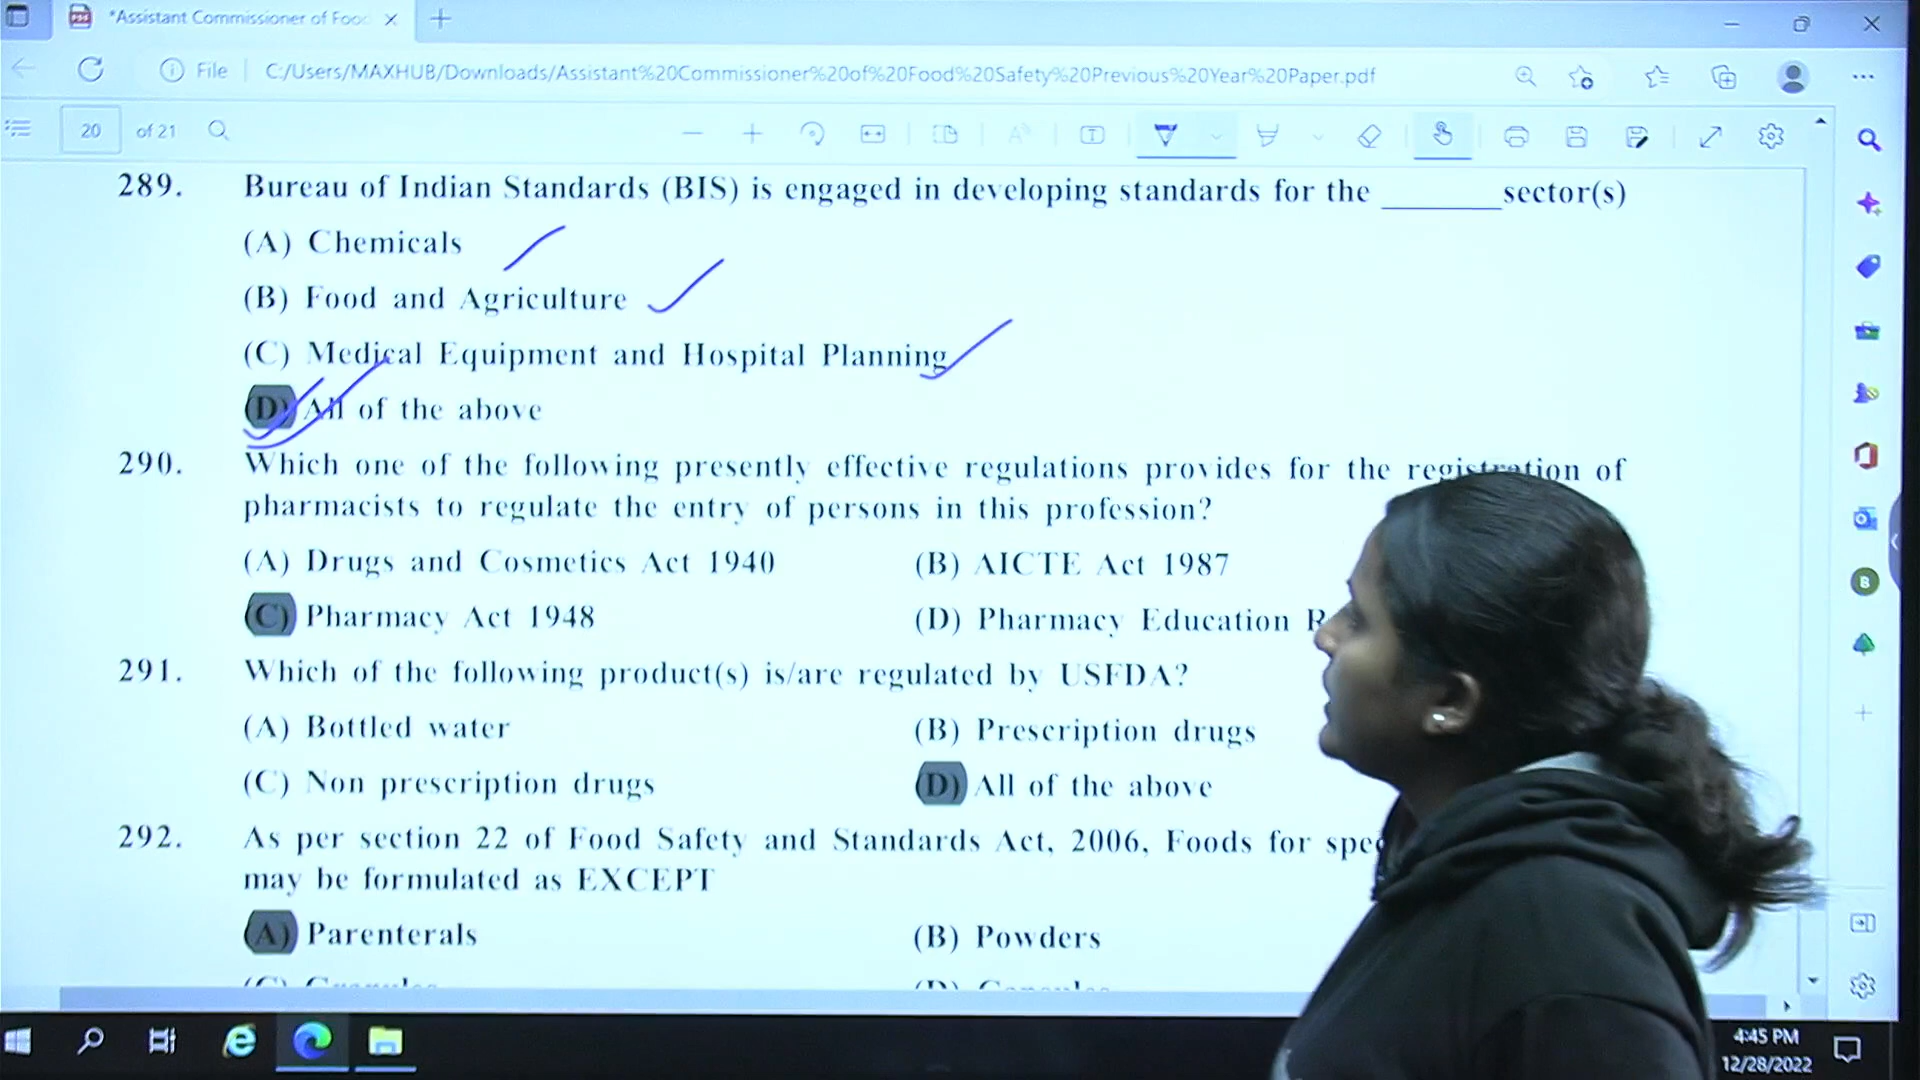 *Assistant Commissioner of Foo
File
C:/Users/MAXHUB/Downloads/Assistant%20Commissioner%20of%20Food%20Safety%20Previous%20Year%20Paper.pdf
20 of 21
289. Bureau of Indian Standards (BIS) is engaged in developing standards for the ________ sector(s)
(A) Chemicals
(B) Food and Agriculture
(C) Medical Equipment and Hospital Planning
(D) All of the above
290. Which one of the following presently effective regulations provides for the registration of
pharmacists to regulate the entry of persons in this profession?
(A) Drugs and Cosmetics Act 1940 (B) AICTE Act 1987
(C) Pharmacy Act 1948 (D) Pharmacy Education R
291. Which of the following product(s) is/are regulated by USFDA?
(A) Bottled water (B) Prescription drugs
(C) Non prescription drugs (D) All of the above
292. As per section 22 of Food Safety and Standards Act, 2006, Foods for spec
may be formulated as EXCEPT
(A) Parenterals (B) Powders
4:45 PM
12/28/2022